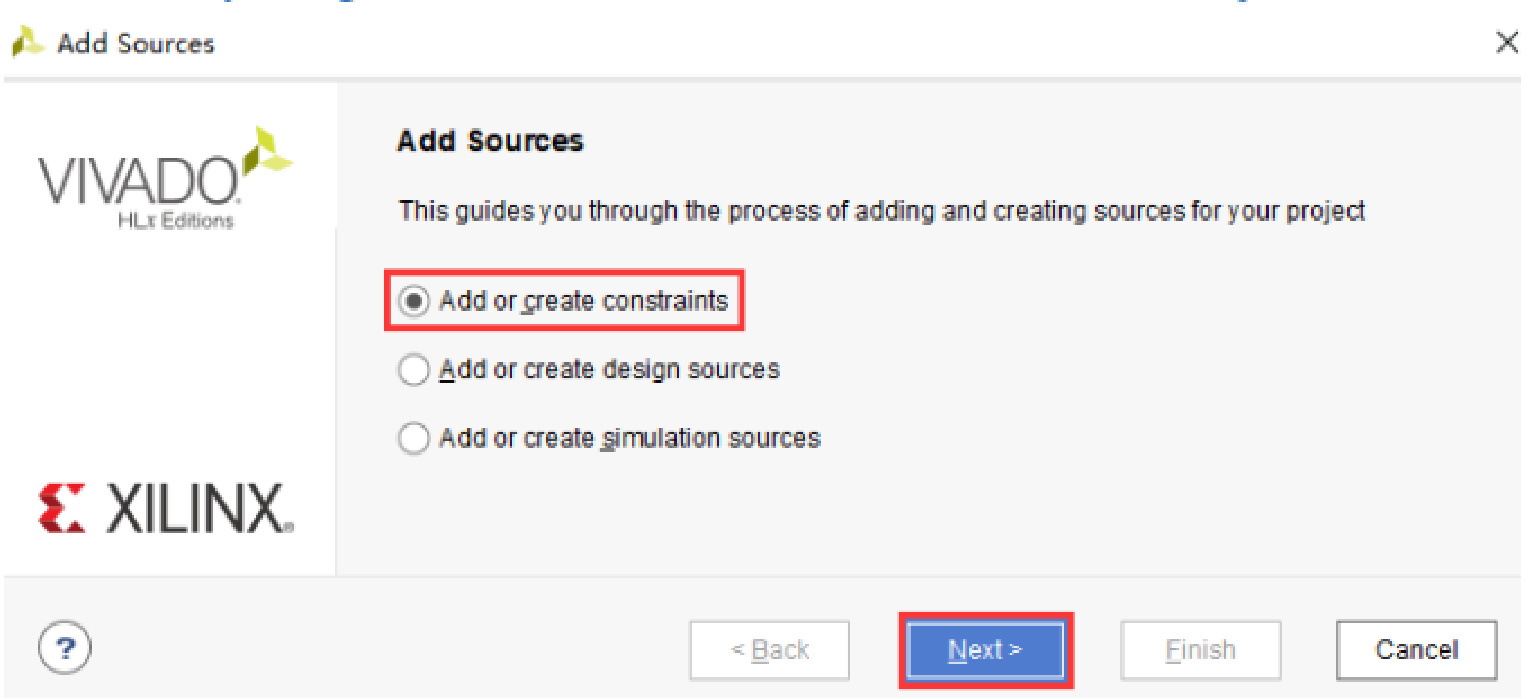 Add Sources
VIVADO.
HLx Editions
Add Sources
This guides you through the process of adding and creating sources for your project
Add or create constraints
Add or create design sources
Add or create simulation sources
XILINX.
?
< Back
Next >
Finish
Cancel